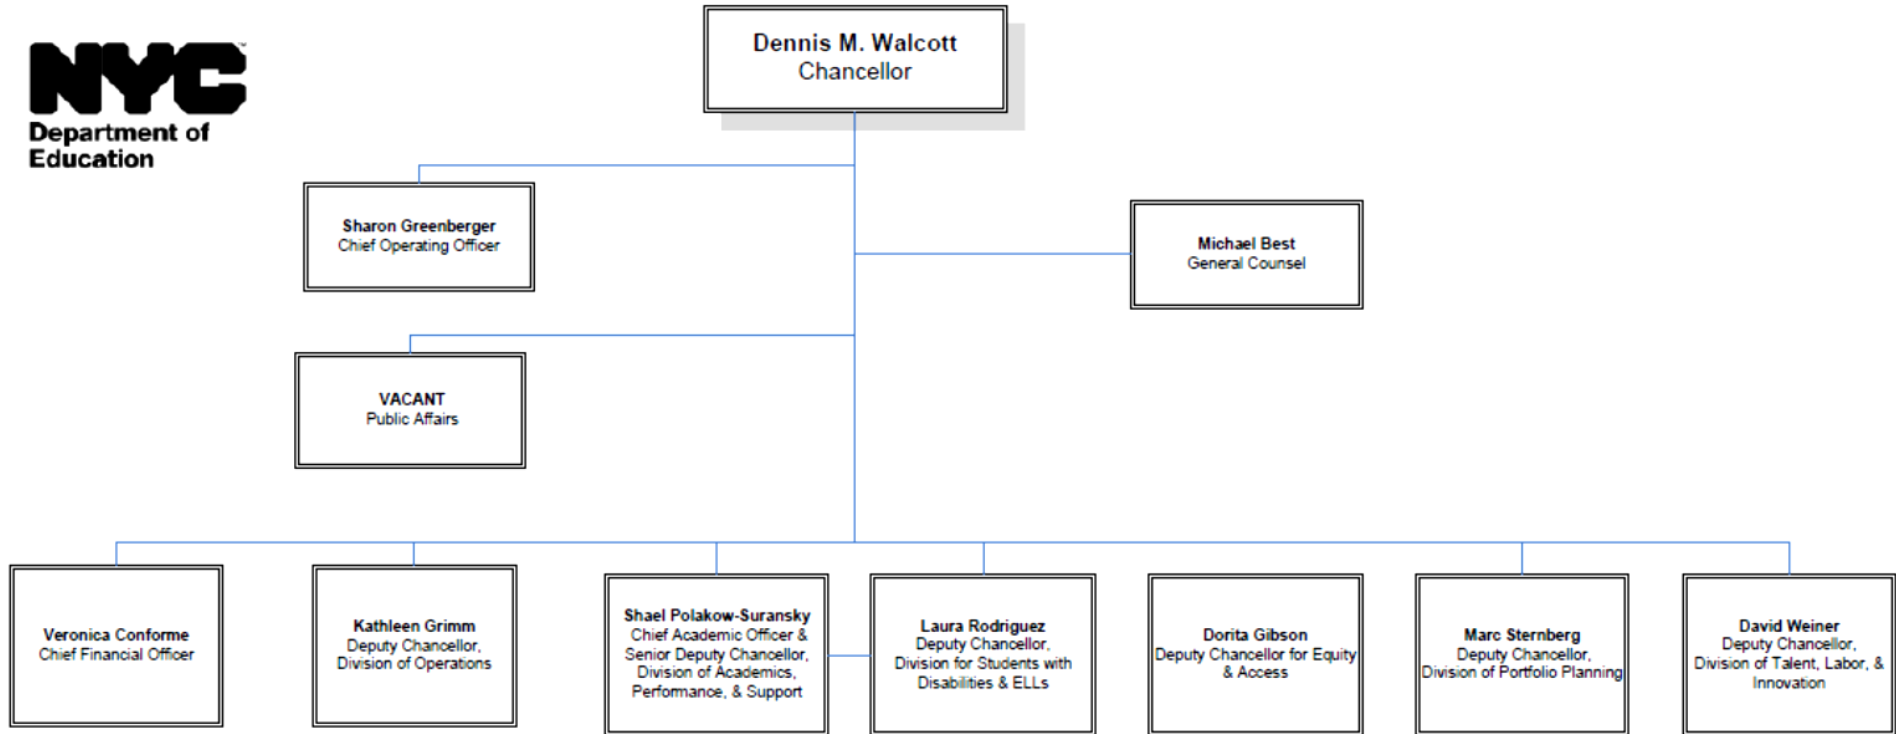 NYC
Department of
Education
Dennis M. Walcott
Chancellor
Sharon Greenberger
Chief Operating Officer
Michael Best
General Counsel
VACANT
Public Affairs
Veronica Conforme
Chief Financial Officer
Kathleen Grimm
Deputy Chancellor,
Division of Operations
Shael Polakow-Suransky
Chief Academic Officer &
Senior Deputy Chancellor,
Division of Academics,
Performance, & Support
Laura Rodriguez
Deputy Chancellor,
Division for Students with
Disabilities & ELLs
Dorita Gibson
Deputy Chancellor for Equity
& Access
Marc Sternberg
Deputy Chancellor,
Division of Portfolio Planning
David Weiner
Deputy Chancellor,
Division of Talent, Labor, &
Innovation